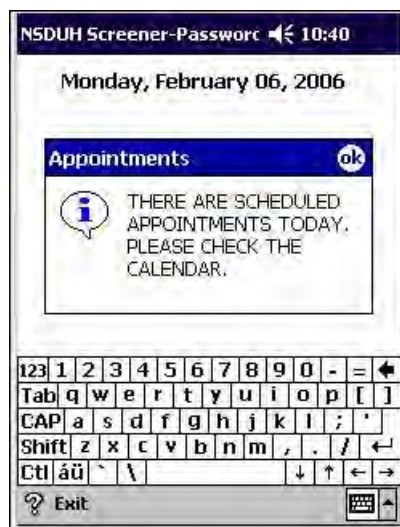 NSDUH Screener-Passworc 10:40
Monday, February 06, 2006
Appointments ok
THERE ARE SCHEDULED
APPOINTMENTS TODAY.
PLEASE CHECK THE
CALENDAR.
123 1 2 3 4 5 6 7 8 9 0 - =
Tab q w e r t y u i o p [ ]
CAP a s d f g h j k l ; '
Shift z x c v b n m , . /
Ctl áü ` \
Exit